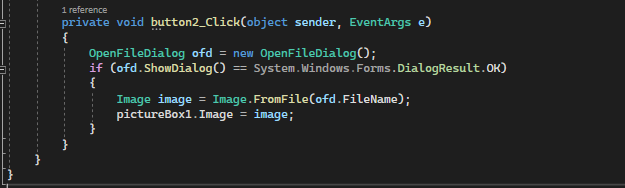 1 reference
private void button2_Click(object sender, EventArgs e)
{
OpenFileDialog ofd = new OpenFileDialog();
if (ofd.ShowDialog() == System.Windows.Forms.DialogResult.OK)
{
Image image = Image.FromFile(ofd.FileName);
pictureBox1.Image = image;
}
}
}
}